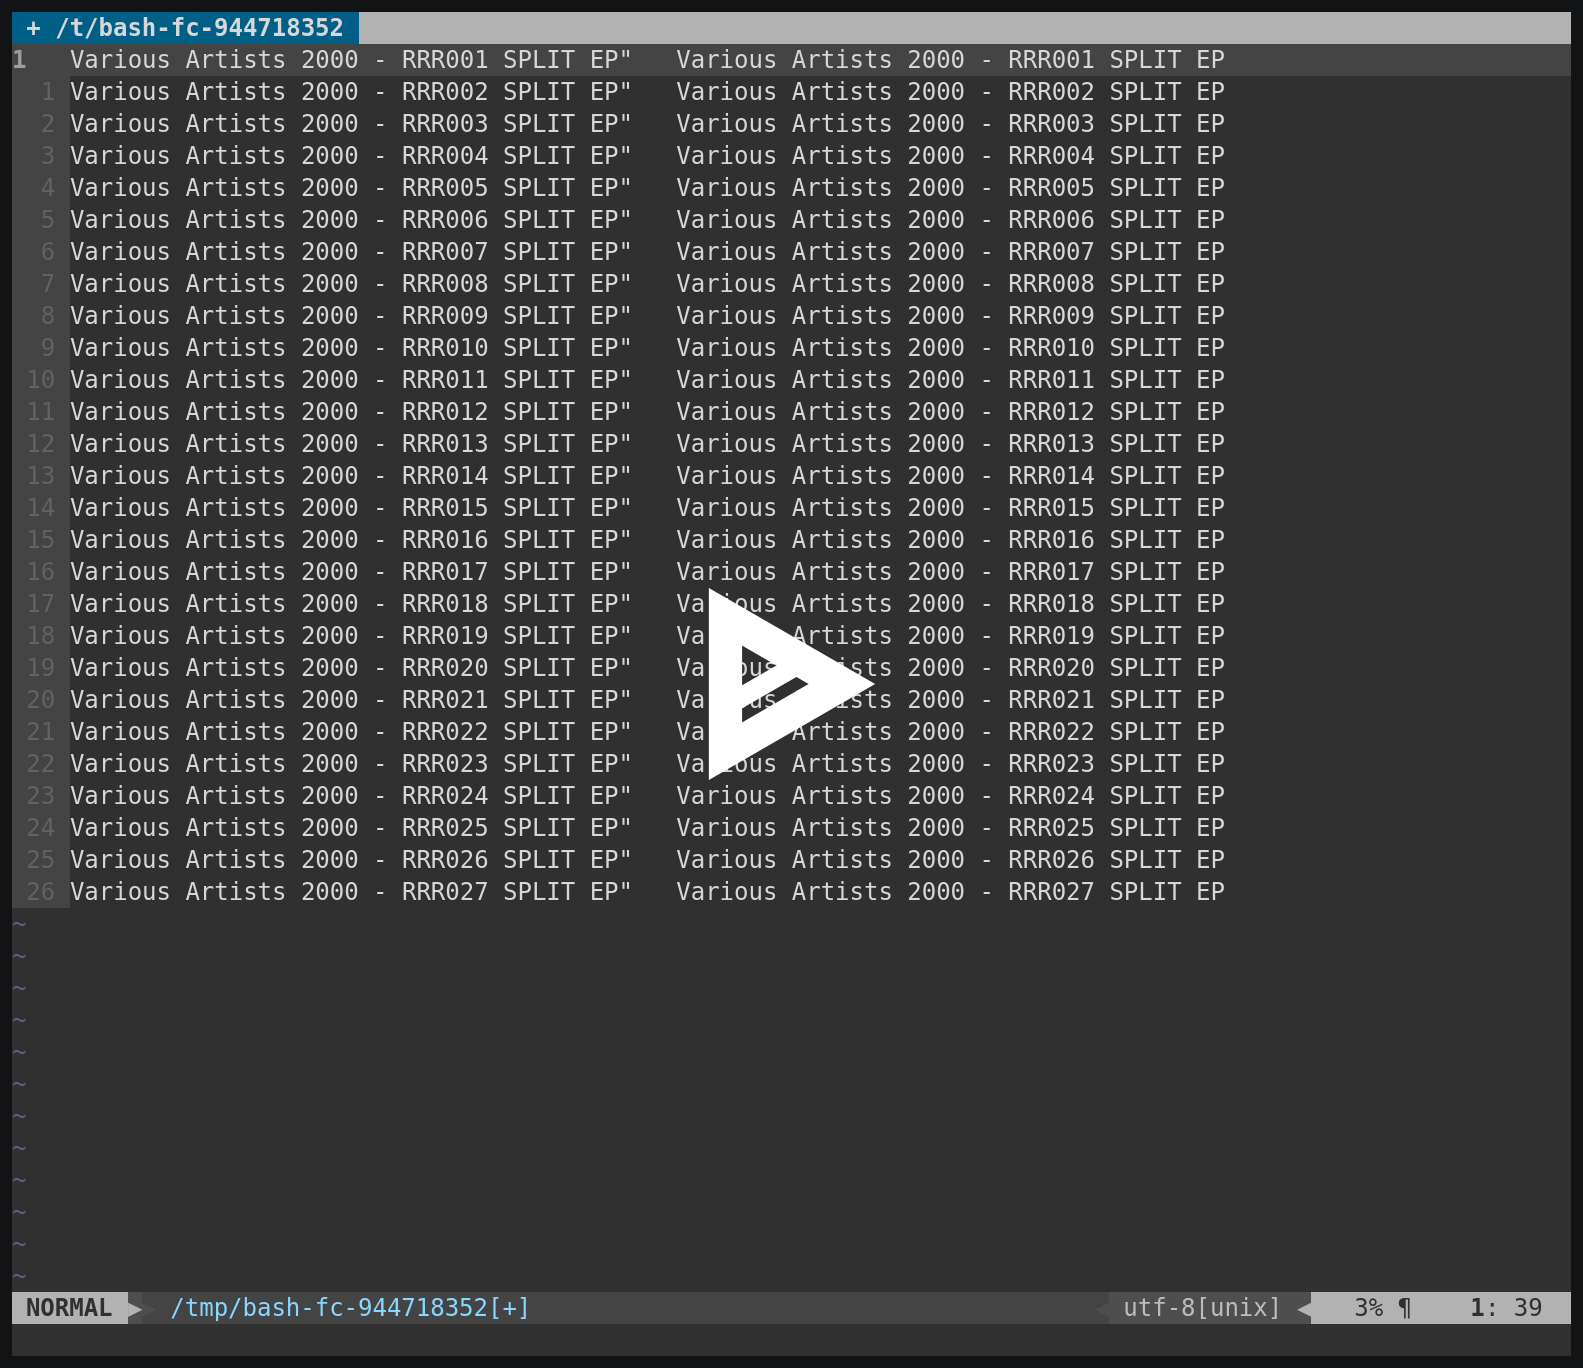 + /t/bash-fc-944718352
1 Various Artists 2000 - RRR001 SPLIT EP" Various Artists 2000 - RRR001 SPLIT EP
1 Various Artists 2000 - RRR002 SPLIT EP" Various Artists 2000 - RRR002 SPLIT EP
2 Various Artists 2000 - RRR003 SPLIT EP" Various Artists 2000 - RRR003 SPLIT EP
3 Various Artists 2000 - RRR004 SPLIT EP" Various Artists 2000 - RRR004 SPLIT EP
4 Various Artists 2000 - RRR005 SPLIT EP" Various Artists 2000 - RRR005 SPLIT EP
5 Various Artists 2000 - RRR006 SPLIT EP" Various Artists 2000 - RRR006 SPLIT EP
6 Various Artists 2000 - RRR007 SPLIT EP" Various Artists 2000 - RRR007 SPLIT EP
7 Various Artists 2000 - RRR008 SPLIT EP" Various Artists 2000 - RRR008 SPLIT EP
8 Various Artists 2000 - RRR009 SPLIT EP" Various Artists 2000 - RRR009 SPLIT EP
9 Various Artists 2000 - RRR010 SPLIT EP" Various Artists 2000 - RRR010 SPLIT EP
10 Various Artists 2000 - RRR011 SPLIT EP" Various Artists 2000 - RRR011 SPLIT EP
11 Various Artists 2000 - RRR012 SPLIT EP" Various Artists 2000 - RRR012 SPLIT EP
12 Various Artists 2000 - RRR013 SPLIT EP" Various Artists 2000 - RRR013 SPLIT EP
13 Various Artists 2000 - RRR014 SPLIT EP" Various Artists 2000 - RRR014 SPLIT EP
14 Various Artists 2000 - RRR015 SPLIT EP" Various Artists 2000 - RRR015 SPLIT EP
15 Various Artists 2000 - RRR016 SPLIT EP" Various Artists 2000 - RRR016 SPLIT EP
16 Various Artists 2000 - RRR017 SPLIT EP" Various Artists 2000 - RRR017 SPLIT EP
17 Various Artists 2000 - RRR018 SPLIT EP" Various Artists 2000 - RRR018 SPLIT EP
18 Various Artists 2000 - RRR019 SPLIT EP" Various Artists 2000 - RRR019 SPLIT EP
19 Various Artists 2000 - RRR020 SPLIT EP" Various Artists 2000 - RRR020 SPLIT EP
20 Various Artists 2000 - RRR021 SPLIT EP" Various Artists 2000 - RRR021 SPLIT EP
21 Various Artists 2000 - RRR022 SPLIT EP" Various Artists 2000 - RRR022 SPLIT EP
22 Various Artists 2000 - RRR023 SPLIT EP" Various Artists 2000 - RRR023 SPLIT EP
23 Various Artists 2000 - RRR024 SPLIT EP" Various Artists 2000 - RRR024 SPLIT EP
24 Various Artists 2000 - RRR025 SPLIT EP" Various Artists 2000 - RRR025 SPLIT EP
25 Various Artists 2000 - RRR026 SPLIT EP" Various Artists 2000 - RRR026 SPLIT EP
26 Various Artists 2000 - RRR027 SPLIT EP" Various Artists 2000 - RRR027 SPLIT EP
~
~
~
~
~
~
~
~
~
~
~
~
NORMAL /tmp/bash-fc-944718352[+] utf-8[unix] 3% ¶ 1: 39